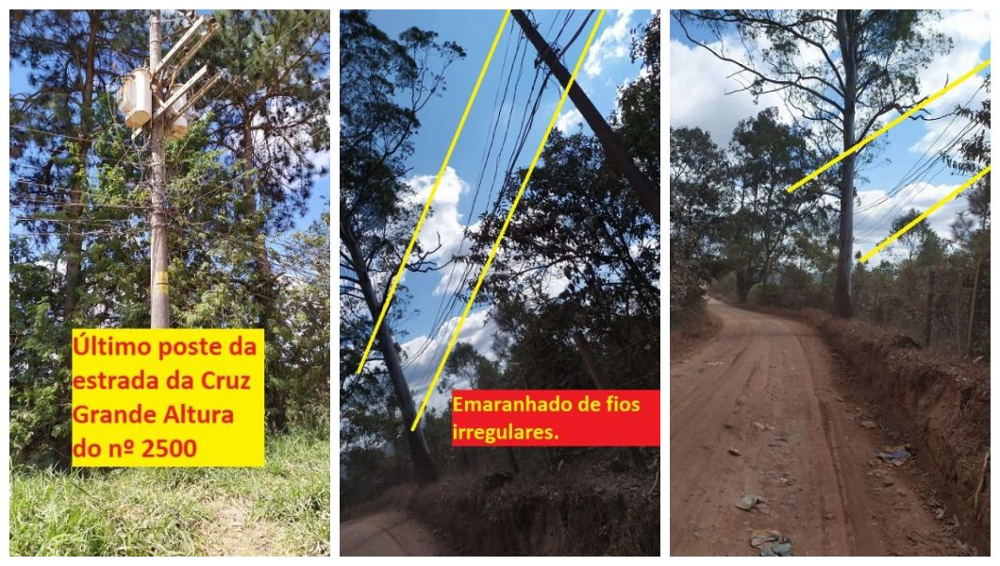 Último poste da
estrada da Cruz
Grande Altura
do nº 2500
Emaranhado de fios
irregulares.